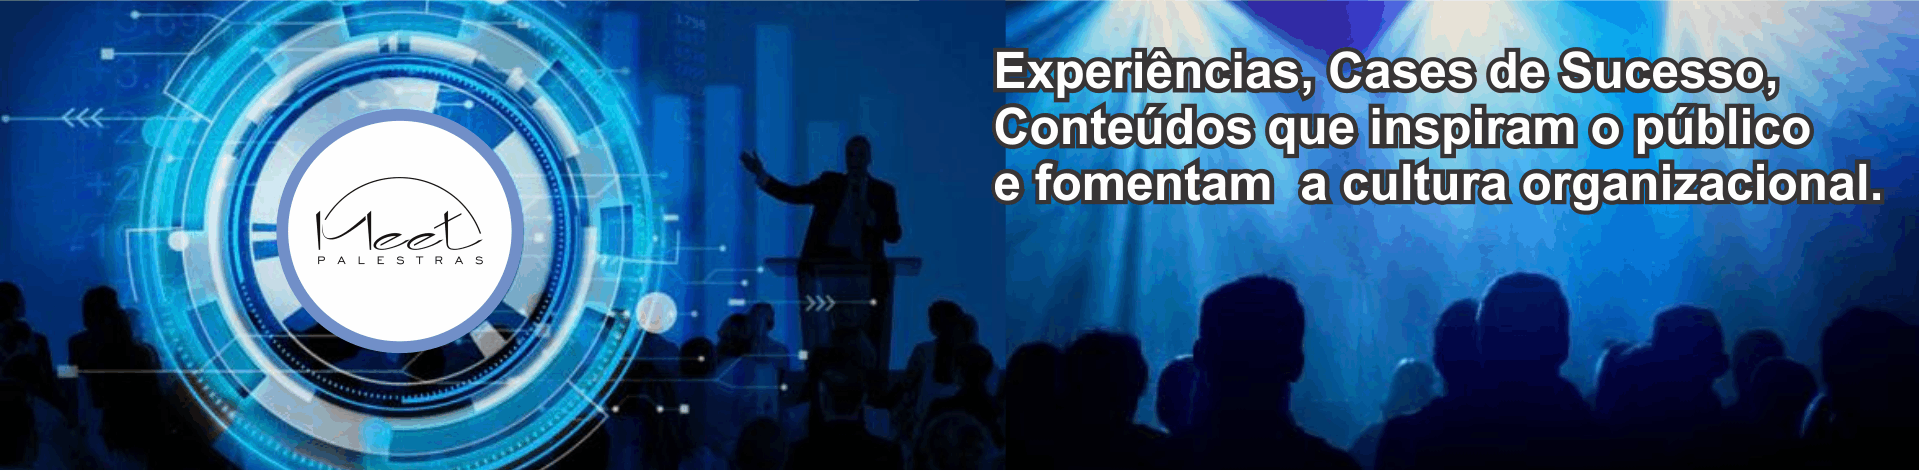 Meet
PALESTRAS
Experiências, Cases de Sucesso,
Conteúdos que inspiram o público
e fomentam  a cultura organizacional.